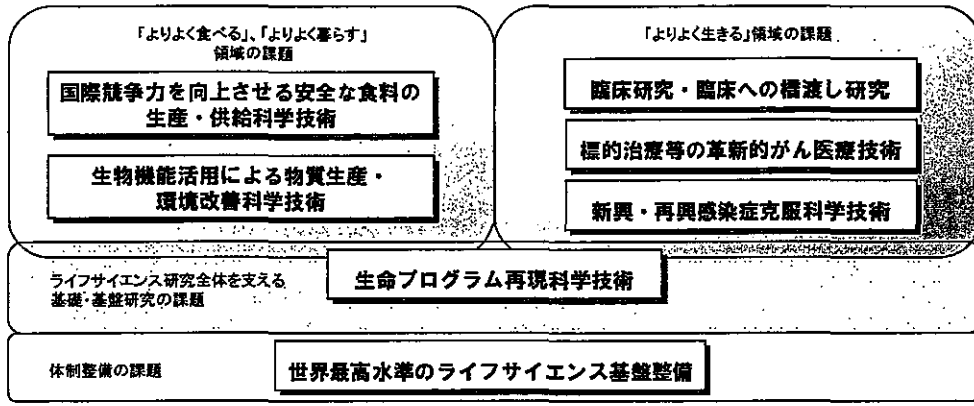 「よりよく食べる」、「よりよく暮らす」
領域の課題
国際競争力を向上させる安全な食料の
生産・供給科学技術
生物機能活用による物質生産・
環境改善科学技術
「よりよく生きる」領域の課題
臨床研究・臨床への橋渡し研究
標的治療等の革新的がん医療技術
新興・再興感染症克服科学技術
ライフサイエンス研究全体を支える
基礎・基盤研究の課題
生命プログラム再現科学技術
体制整備の課題
世界最高水準のライフサイエンス基盤整備